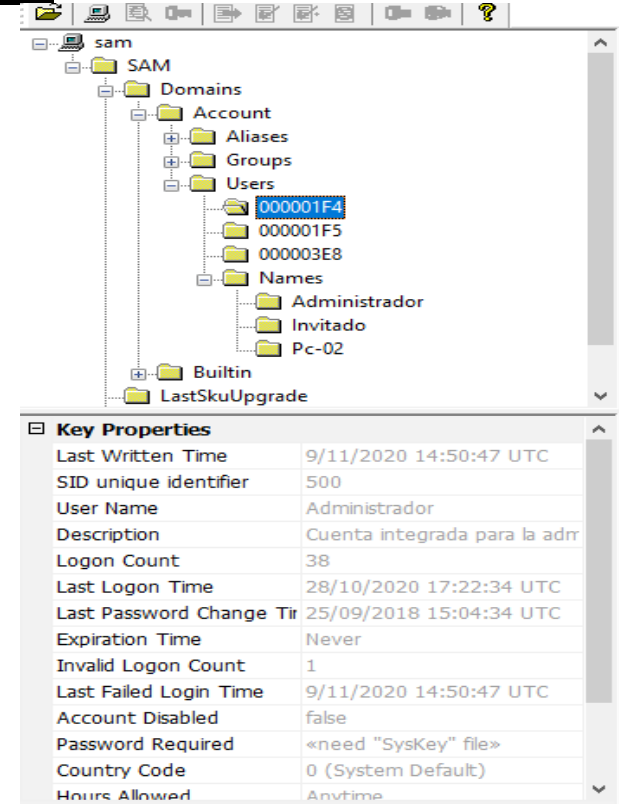 sam
SAM
Domains
Account
Aliases
Groups
Users
000001F4
000001F5
000003E8
Names
Administrador
Invitado
Pc-02
Builtin
LastSkuUpgrade
Key Properties
Last Written Time 9/11/2020 14:50:47 UTC
SID unique identifier 500
User Name Administrador
Description Cuenta integrada para la adm
Logon Count 38
Last Logon Time 28/10/2020 17:22:34 UTC
Last Password Change Tir 25/09/2018 15:04:34 UTC
Expiration Time Never
Invalid Logon Count 1
Last Failed Login Time 9/11/2020 14:50:47 UTC
Account Disabled false
Password Required «need "SysKey" file»
Country Code 0 (System Default)
Hours Allowed Anytime